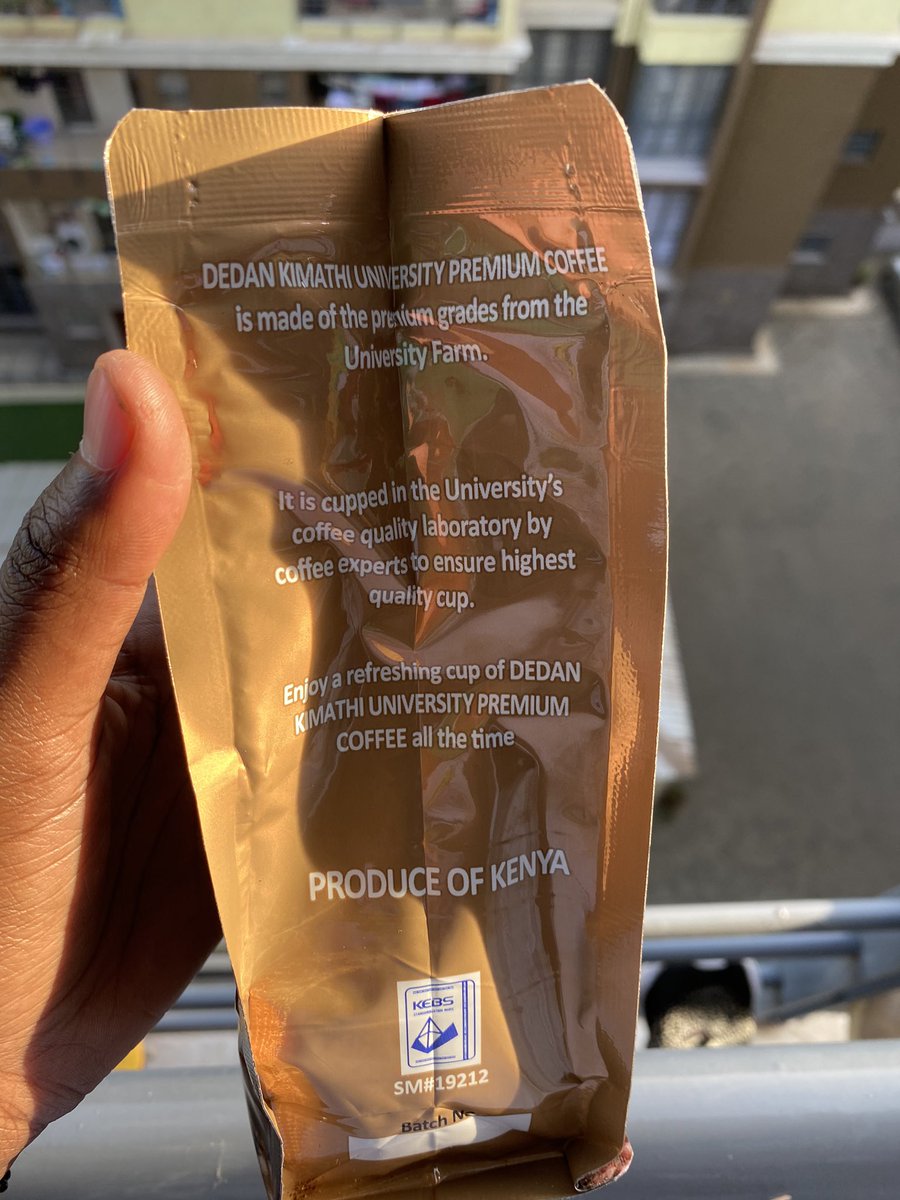 DEDAN KIMATHI UNIVERSITY PREMIUM COFFEE
is made of the premium grades from the
University Farm.
It is cupped in the University's
coffee quality laboratory by
coffee experts to ensure highest
quality cup.
Enjoy a refreshing cup of DEDAN
KIMATHI UNIVERSITY PREMIUM
COFFEE all the time
PRODUCE OF KENYA
KEBS
SM#19212
Batch